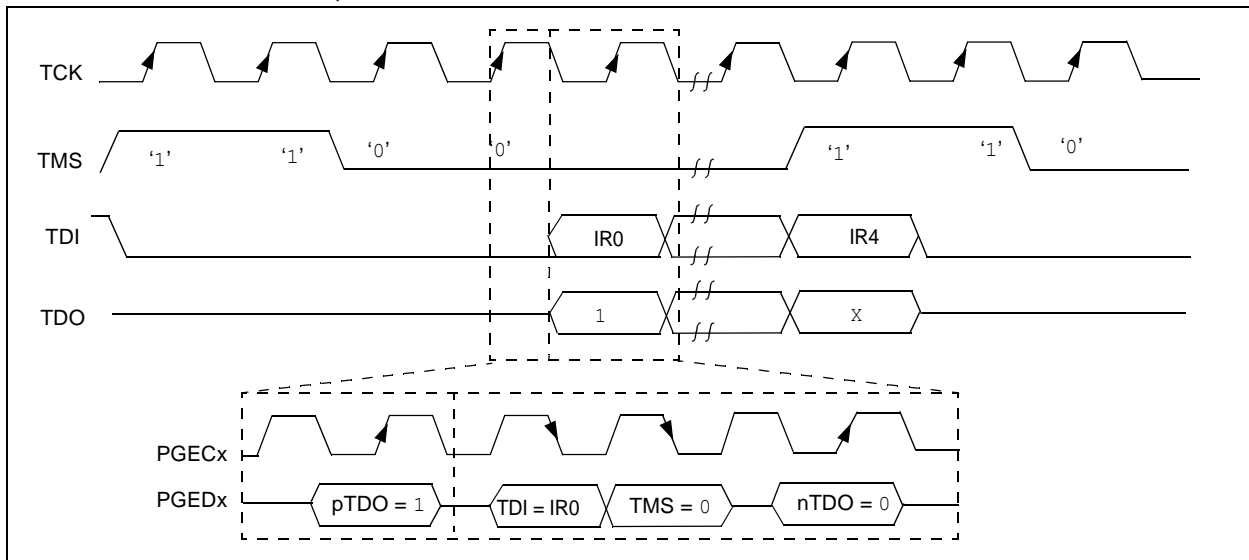 TCK
TMS ‘1’ ‘1’ ‘0’ ‘0’ ‘1’ ‘1’ ‘0’
TDI IR0 IR4
TDO 1 X
PGECx
PGEDx pTDO = 1 TDI = IR0 TMS = 0 nTDO = 0